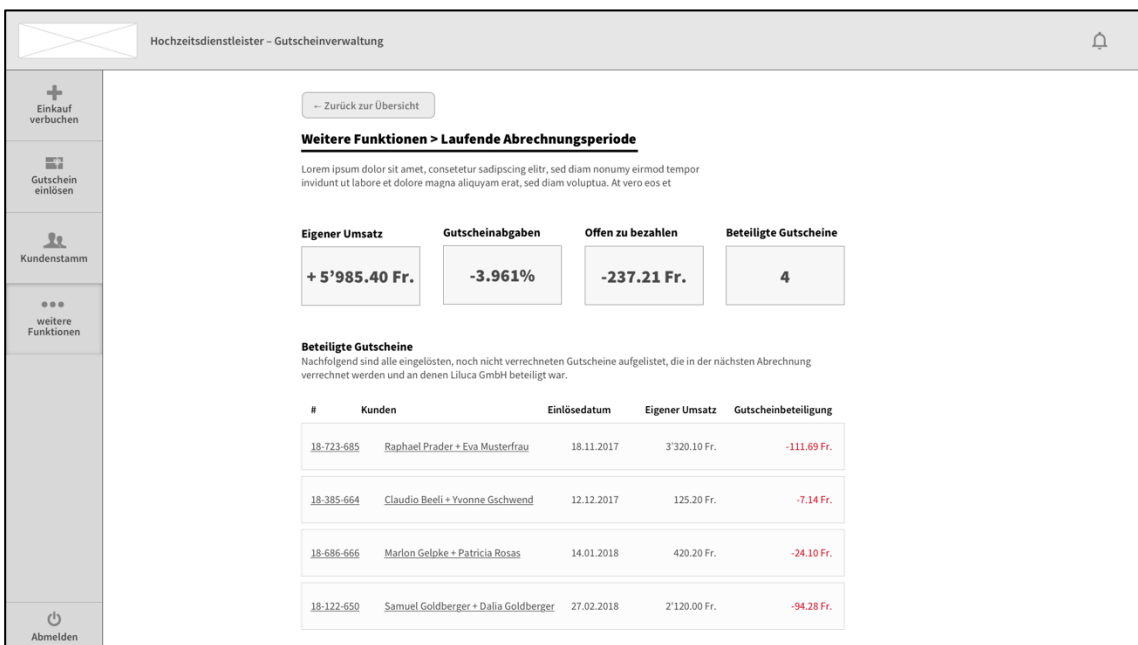 Hochzeitsdienstleister – Gutscheinverwaltung
Einkauf
verbuchen
Gutschein
einlösen
Kundenstamm
weitere
Funktionen
Abmelden
← Zurück zur Übersicht
Weitere Funktionen > Laufende Abrechnungsperiode
Lorem ipsum dolor sit amet, consetetur sadipscing elitr, sed diam nonumy eirmod tempor
invidunt ut labore et dolore magna aliquyam erat, sed diam voluptua. At vero eos et
Eigener Umsatz Gutscheinabgaben Offen zu bezahlen Beteiligte Gutscheine
+ 5’985.40 Fr. -3.961% -237.21 Fr. 4
Beteiligte Gutscheine
Nachfolgend sind alle eingelösten, noch nicht verrechneten Gutscheine aufgelistet, die in der nächsten Abrechnung
verrechnet werden und an denen Liluca GmbH beteiligt war.
# Kunden Einlösedatum Eigener Umsatz Gutscheinbeteiligung
18-723-685 Raphael Prader + Eva Musterfrau 18.11.2017 3’320.10 Fr. -111.69 Fr.
18-385-664 Claudio Beeli + Yvonne Gschwend 12.12.2017 125.20 Fr. -7.14 Fr.
18-686-666 Marlon Gelpke + Patricia Rosas 14.01.2018 420.20 Fr. -24.10 Fr.
18-122-650 Samuel Goldberger + Dalia Goldberger 27.02.2018 2’120.00 Fr. -94.28 Fr.